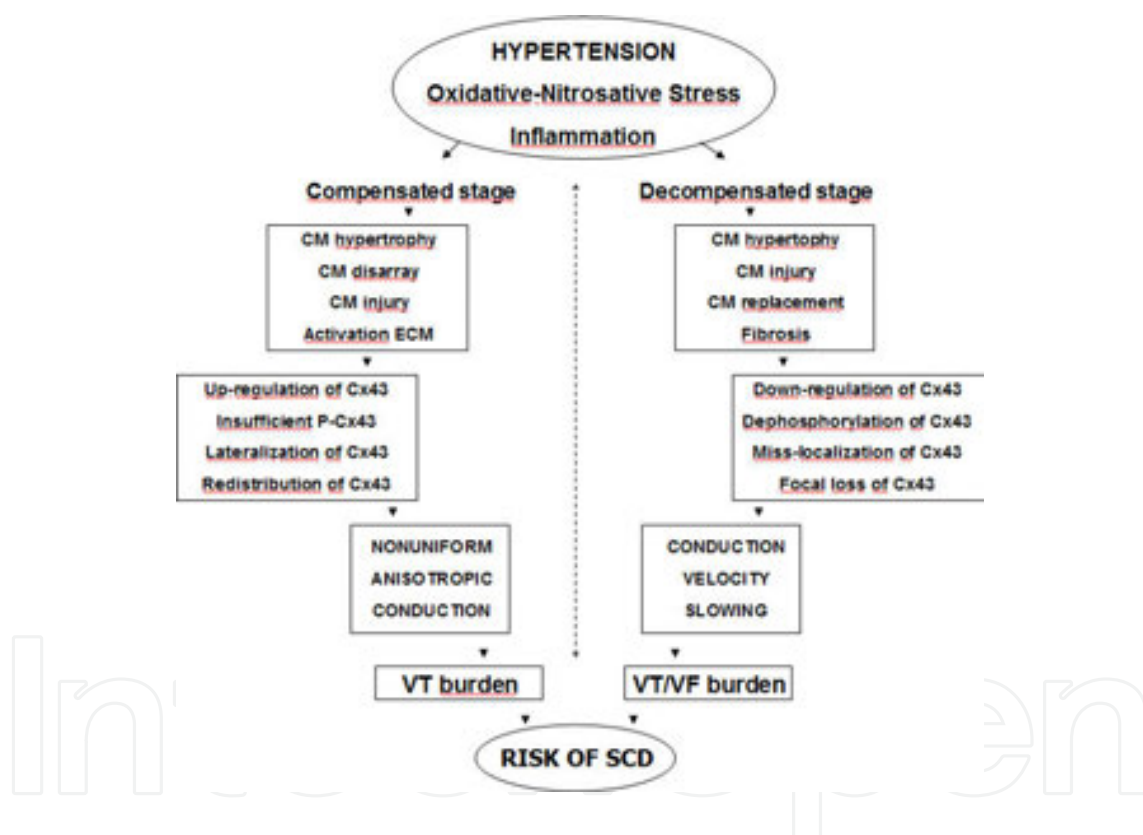 HYPERTENSION
Oxidative-Nitrosative Stress
Inflammation
Compensated stage
CM hypertrophy
CM disarray
CM injury
Activation ECM
Up-regulation of Cx43
Insufficient P-Cx43
Lateralization of Cx43
Redistribution of Cx43
NONUNIFORM
ANISOTROPIC
CONDUCTION
VT burden
Decompensated stage
CM hypertophy
CM injury
CM replacement
Fibrosis
Down-regulation of Cx43
Dephosphorylation of Cx43
Miss-localization of Cx43
Focal loss of Cx43
CONDUCTION
VELOCITY
SLOWING
VT/VF burden
RISK OF SCD